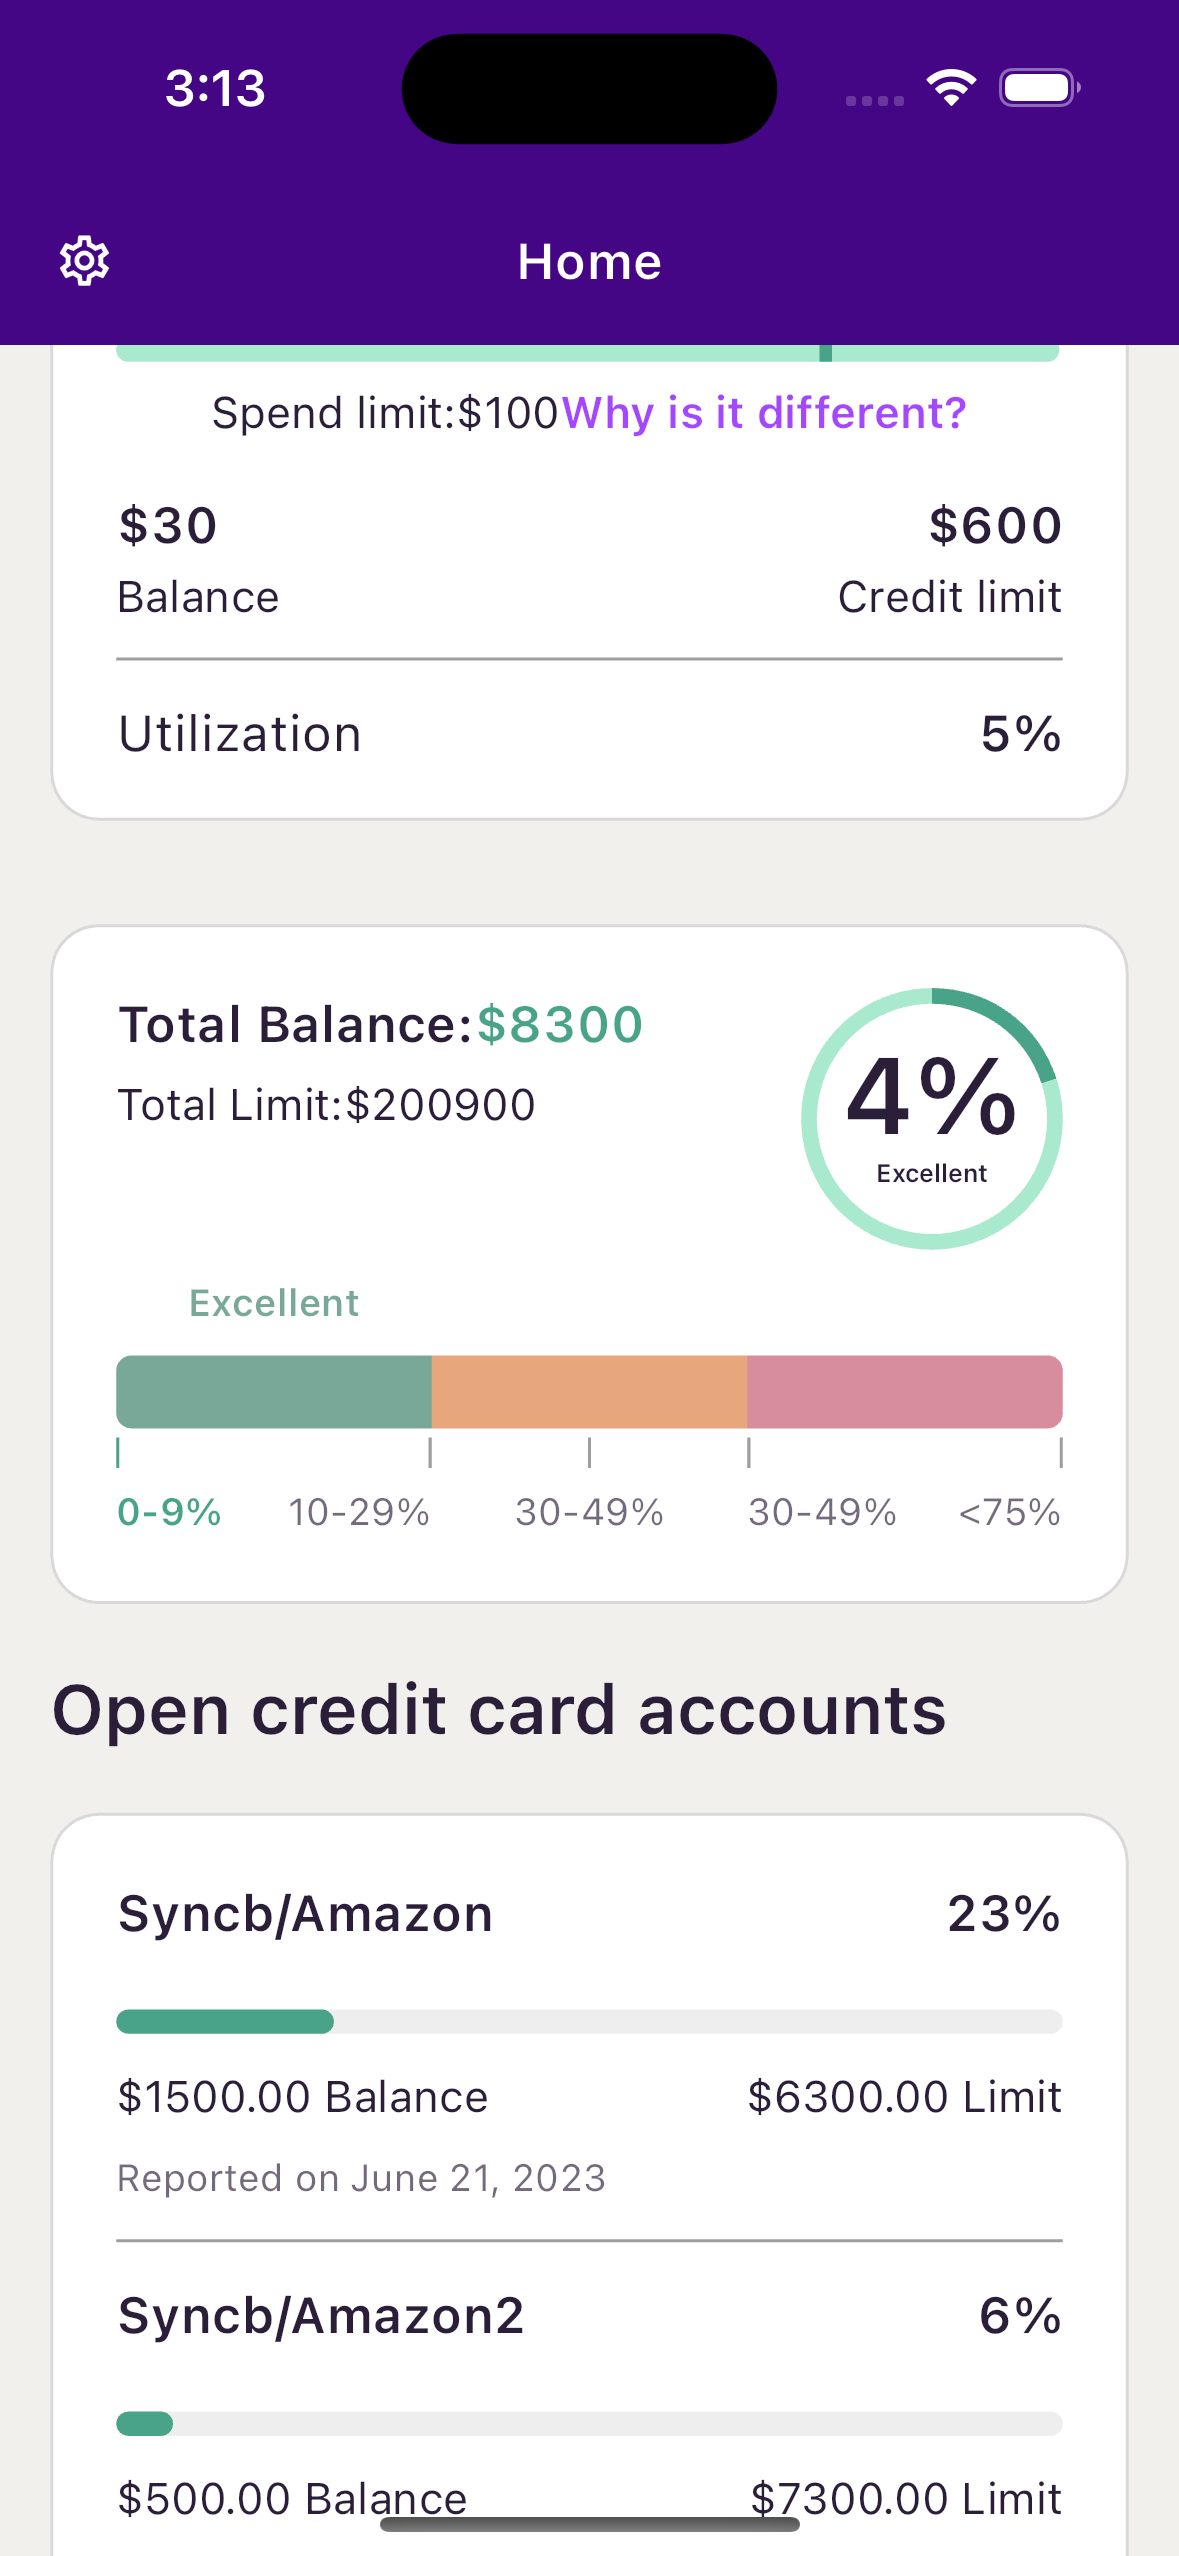 3:13
Home
Spend limit:$100Why is it different?
$30 $600
Balance Credit limit
Utilization 5%
Total Balance:$8300
Total Limit:$200900
4%
Excellent
Excellent
0-9% 10-29% 30-49% 30-49% <75%
Open credit card accounts
Syncb/Amazon 23%
$1500.00 Balance $6300.00 Limit
Reported on June 21, 2023
Syncb/Amazon2 6%
$500.00 Balance $7300.00 Limit